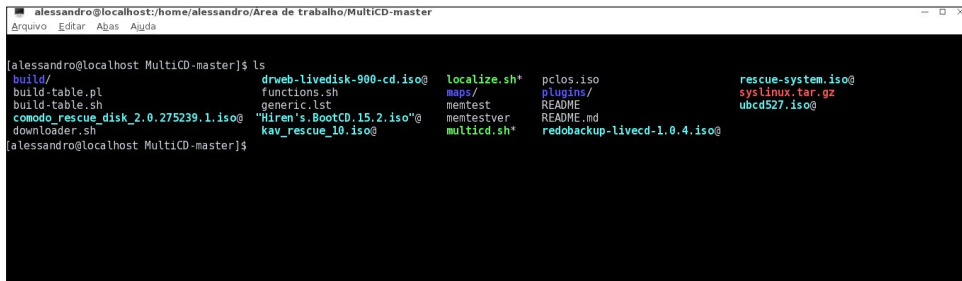 alessandro@localhost:/home/alessandro/Área de trabalho/MultiCD-master
Arquivo Editar Abas Ajuda
[alessandro@localhost MultiCD-master]$ ls
build/ drweb-livedisk-900-cd.iso@ localize.sh* pclos.iso rescue-system.iso@
build-table.pl functions.sh maps/ plugins/ syslinux.tar.gz
build-table.sh generic.lst memtest README ubcd527.iso@
comodo_rescue_disk_2.0.275239.1.iso@ "Hiren's.BootCD.15.2.iso"@ memtestver README.md
downloader.sh kav_rescue_10.iso@ multicd.sh* redobackup-livecd-1.0.4.iso@
[alessandro@localhost MultiCD-master]$